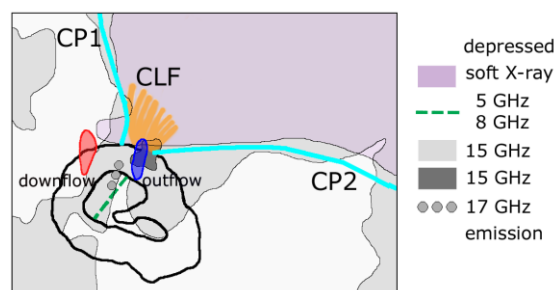 CP1
CLF
downflow
outflow
CP2
depressed
soft X-ray
5 GHz
8 GHz
15 GHz
15 GHz
17 GHz
emission